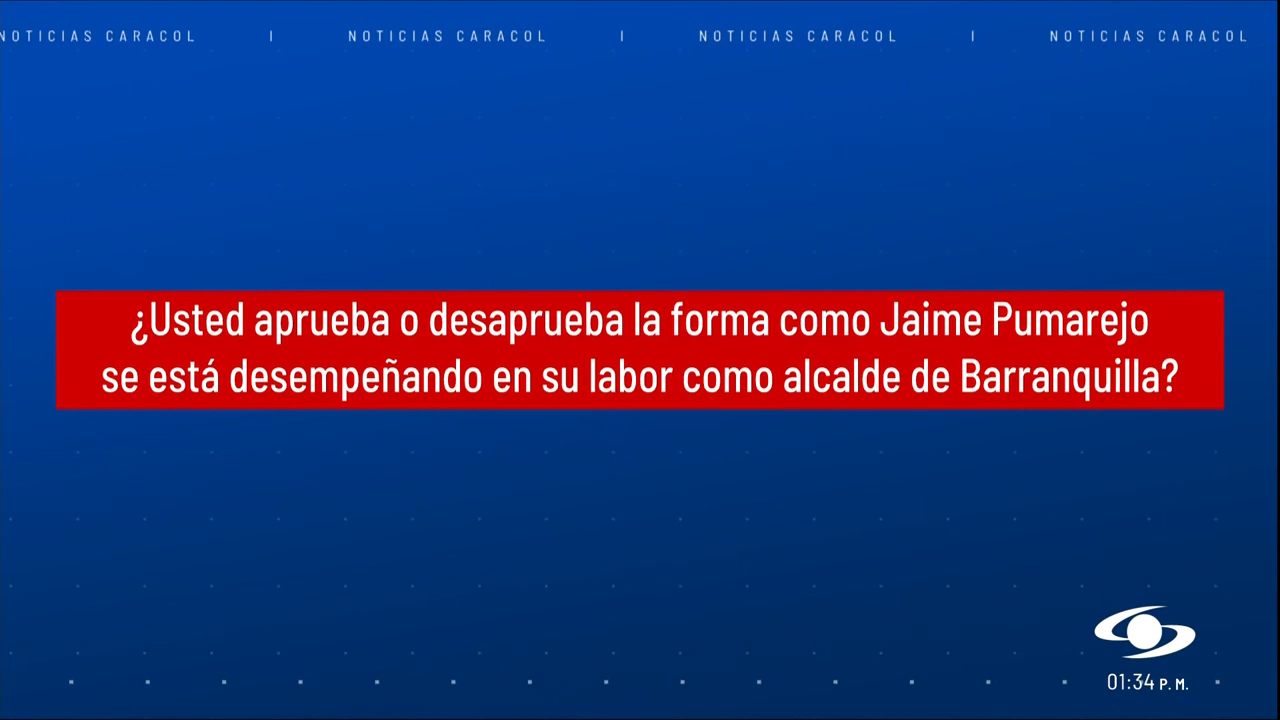 NOTICIAS CARACOL | NOTICIAS CARACOL | NOTICIAS CARACOL | NOTICIAS CARACOL
¿Usted aprueba o desaprueba la forma como Jaime Pumarejo
se está desempeñando en su labor como alcalde de Barranquilla?
01:34 P. M.